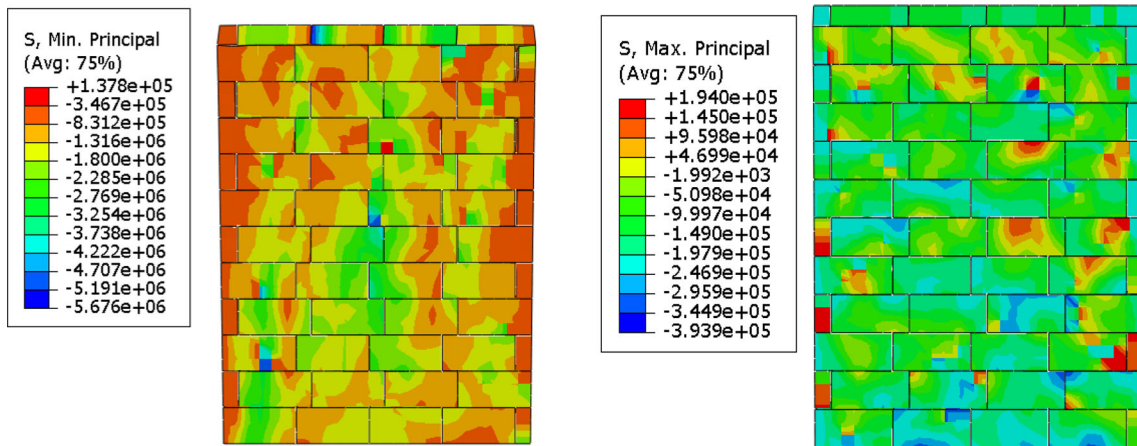 S, Min. Principal
(Avg: 75%)
+1.378e+05
-3.467e+05
-8.312e+05
-1.316e+06
-1.800e+06
-2.285e+06
-2.769e+06
-3.254e+06
-3.738e+06
-4.222e+06
-4.707e+06
-5.191e+06
-5.676e+06
S, Max. Principal
(Avg: 75%)
+1.940e+05
+1.450e+05
+9.598e+04
+4.699e+04
-1.992e+03
-5.098e+04
-9.997e+04
-1.490e+05
-1.979e+05
-2.469e+05
-2.959e+05
-3.449e+05
-3.939e+05